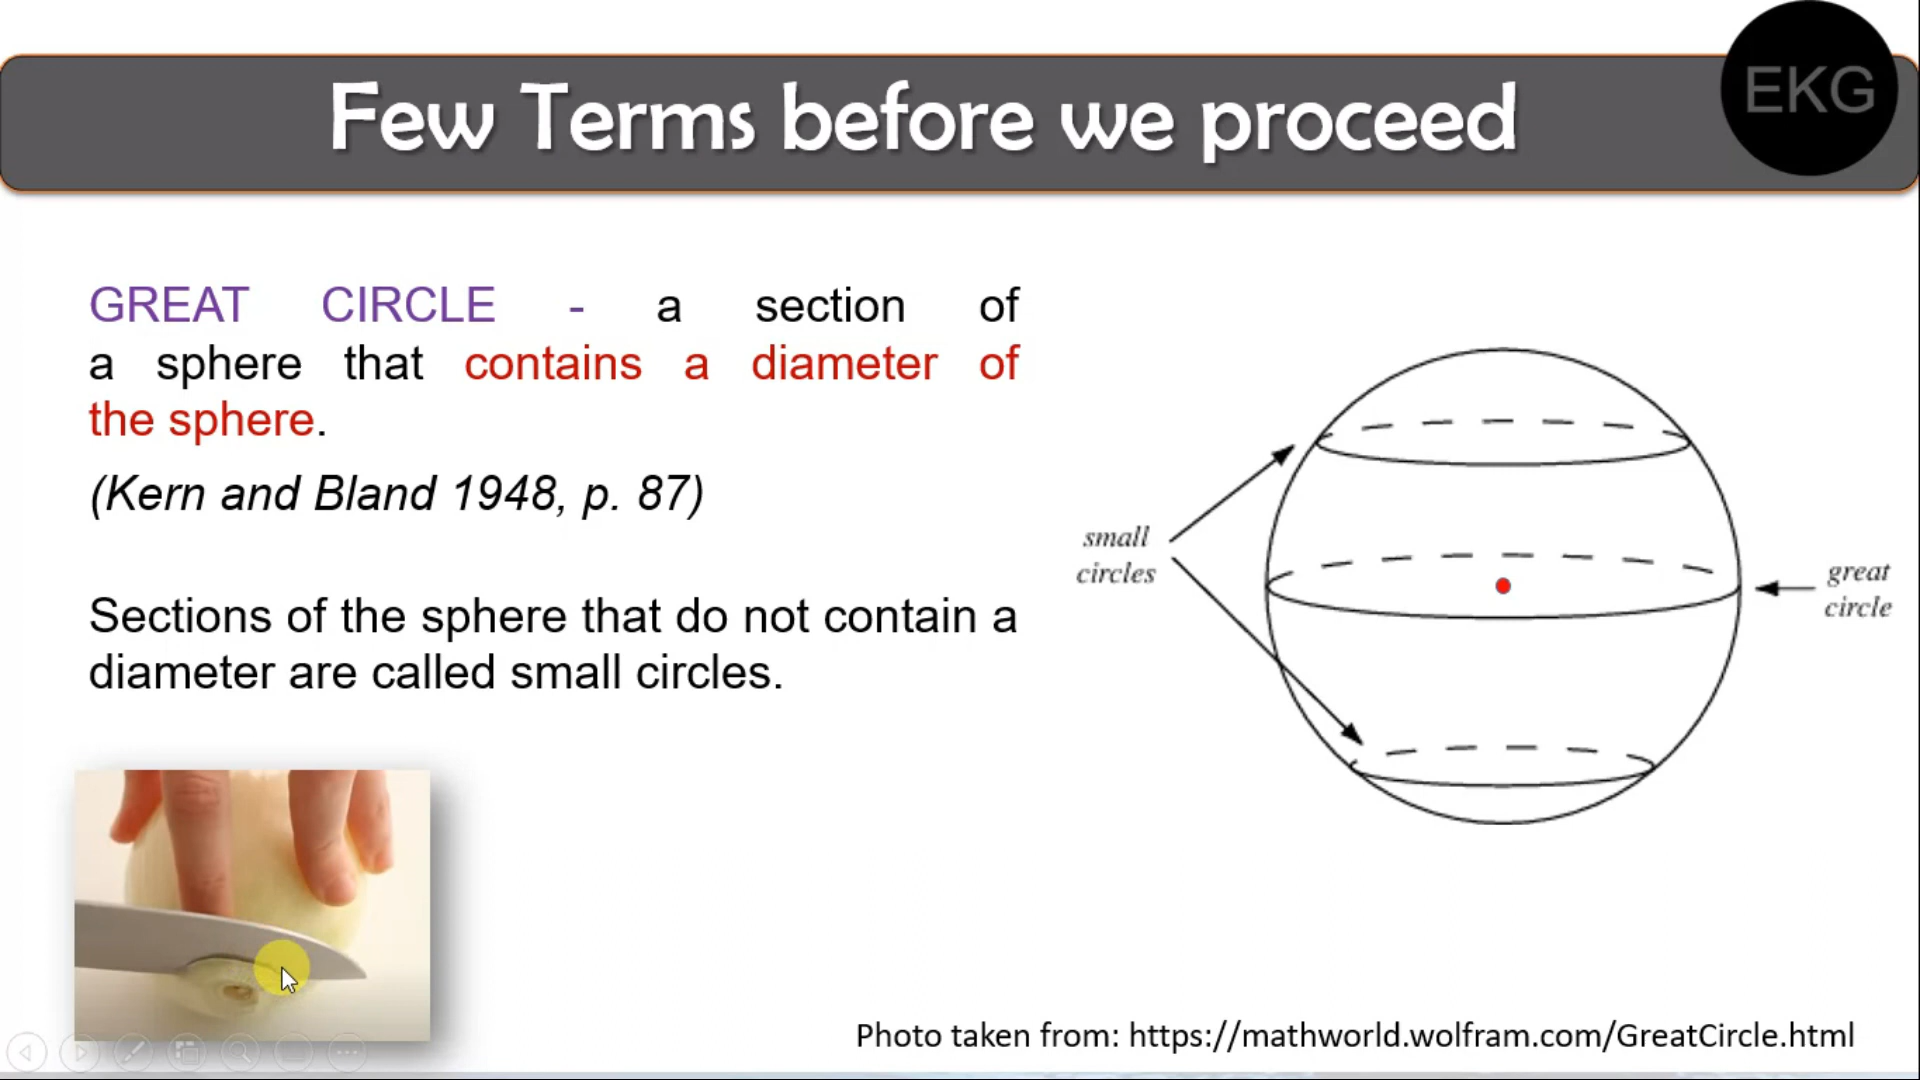 Few Terms before we proceed
EKG
GREAT CIRCLE - a section of
a sphere that contains a diameter of
the sphere.
(Kern and Bland 1948, p. 87)
Sections of the sphere that do not contain a
diameter are called small circles.
small
circles
great
circle
Photo taken from: https://mathworld.wolfram.com/GreatCircle.html